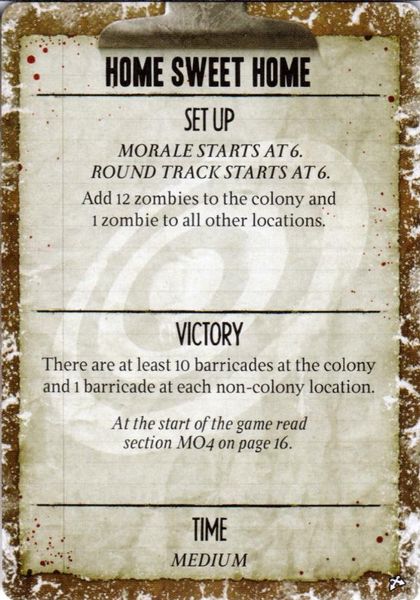 HOME SWEET HOME
SET UP
MORALE STARTS AT 6.
ROUND TRACK STARTS AT 6.
Add 12 zombies to the colony and
1 zombie to all other locations.
VICTORY
There are at least 10 barricades at the colony
and 1 barricade at each non-colony location.
At the start of the game read
section MO4 on page 16.
TIME
MEDIUM